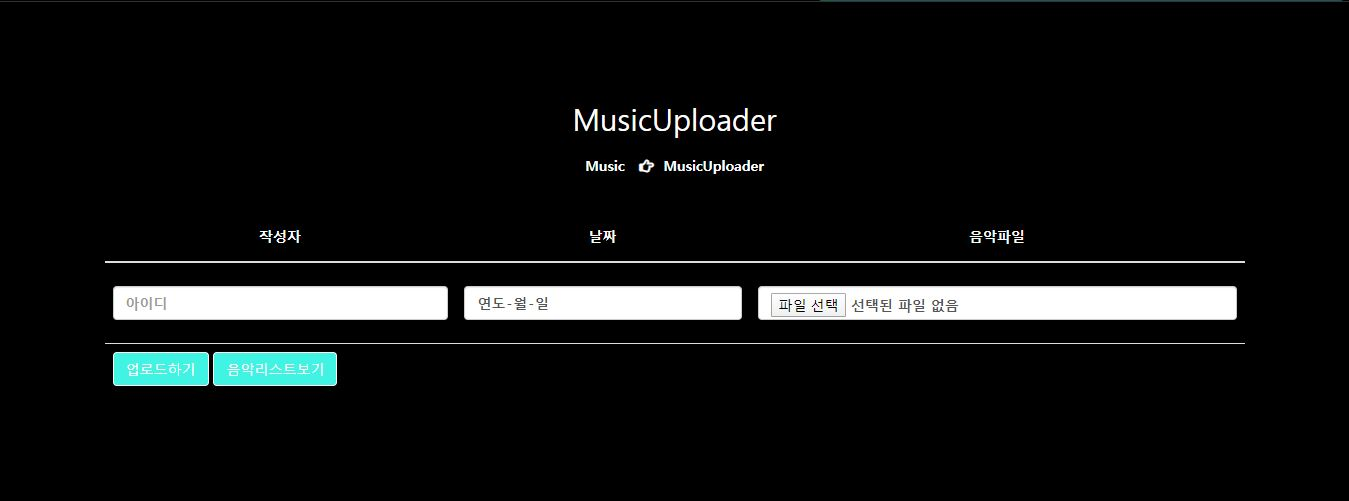 MusicUploader
Music MusicUploader
작성자 날짜 음악파일
아이디 연도-월-일 파일 선택 선택된 파일 없음
업로드하기 음악리스트보기